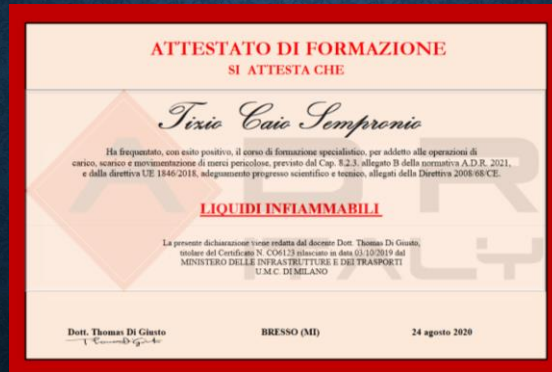 ATTESTATO DI FORMAZIONE
SI ATTESTA CHE
Tizio Caio Sempronio
Ha frequentato, con esito positivo, il corso di formazione specialistico, per addetto alle operazioni di
carico, scarico e movimentazione di merci pericolose, previsto dal Cap. 8.2.3. allegato B della normativa A.D.R. 2021,
e dalla direttiva UE 1846/2018, adeguamento progresso scientifico e tecnico, allegati della Direttiva 2008/68/CE.
LIQUIDI INFIAMMABILI
La presente dichiarazione viene redatta dal docente Dott. Thomas Di Giusto,
titolare del Certificato N. CO6123 rilasciato in data 03/10/2019 dal
MINISTERO DELLE INFRASTRUTTURE E DEI TRASPORTI
U.M.C. DI MILANO
Dott. Thomas Di Giusto BRESSO (MI) 24 agosto 2020
ADR
ITALY